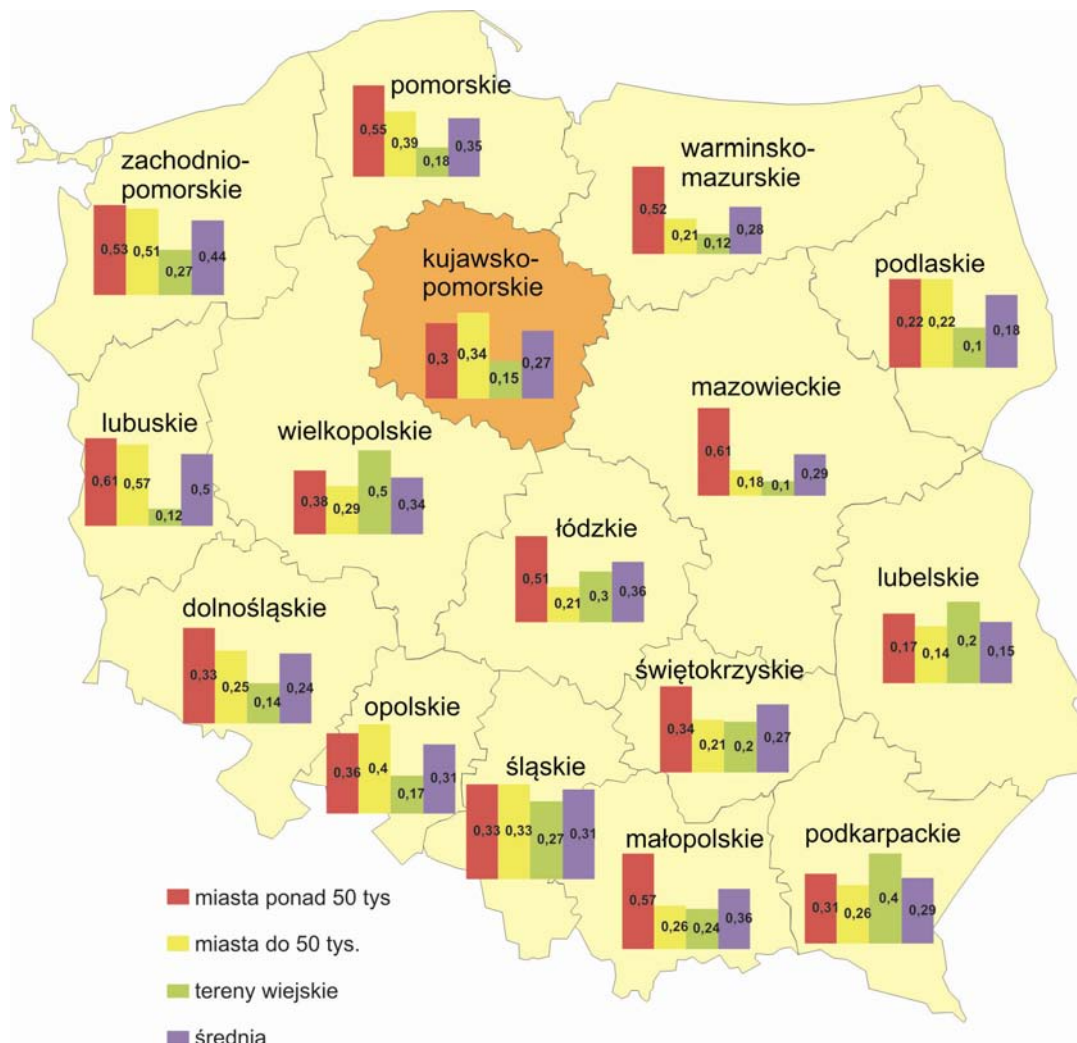 pomorskie
0,55
0,39
0,18
0,35
zachodnio-
pomorskie
0,53
0,51
0,27
0,44
warminsko-
mazurskie
0,52
0,21
0,12
0,28
kujawsko-
pomorskie
0,3
0,34
0,15
0,27
podlaskie
0,22
0,22
0,1
0,18
mazowieckie
0,61
0,18
0,1
0,29
lubuskie
0,61
0,57
0,12
0,5
wielkopolskie
0,38
0,29
0,5
0,34
łódzkie
0,51
0,21
0,3
0,36
lubelskie
0,17
0,14
0,2
0,15
dolnośląskie
0,33
0,25
0,14
0,24
świętokrzyskie
0,34
0,21
0,2
0,27
opolskie
0,36
0,4
0,17
0,31
śląskie
0,33
0,33
0,27
0,31
małopolskie
0,57
0,26
0,24
0,36
podkarpackie
0,31
0,26
0,4
0,29
miasta ponad 50 tys
miasta do 50 tys.
tereny wiejskie
średnia